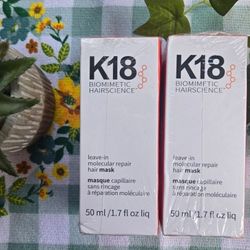 K18
BIOMIMETIC
HAIRSCIENCE
leave-in
molecular repair
hair mask
masque capillaire
sans rinçage
à réparation moléculaire
50 ml / 1.7 fl oz liq
K18
BIOMIMETIC
HAIRSCIENCE
leave-in
molecular repair
hair mask
masque capillaire
sans rinçage
à réparation moléculaire
50 ml / 1.7 fl oz liq